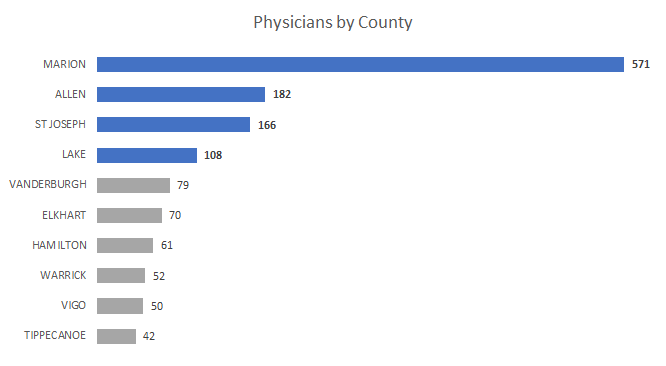 Physicians by County
MARION 571
ALLEN 182
ST JOSEPH 166
LAKE 108
VANDERBURGH 79
ELKHART 70
HAMILTON 61
WARRICK 52
VIGO 50
TIPPECANOE 42